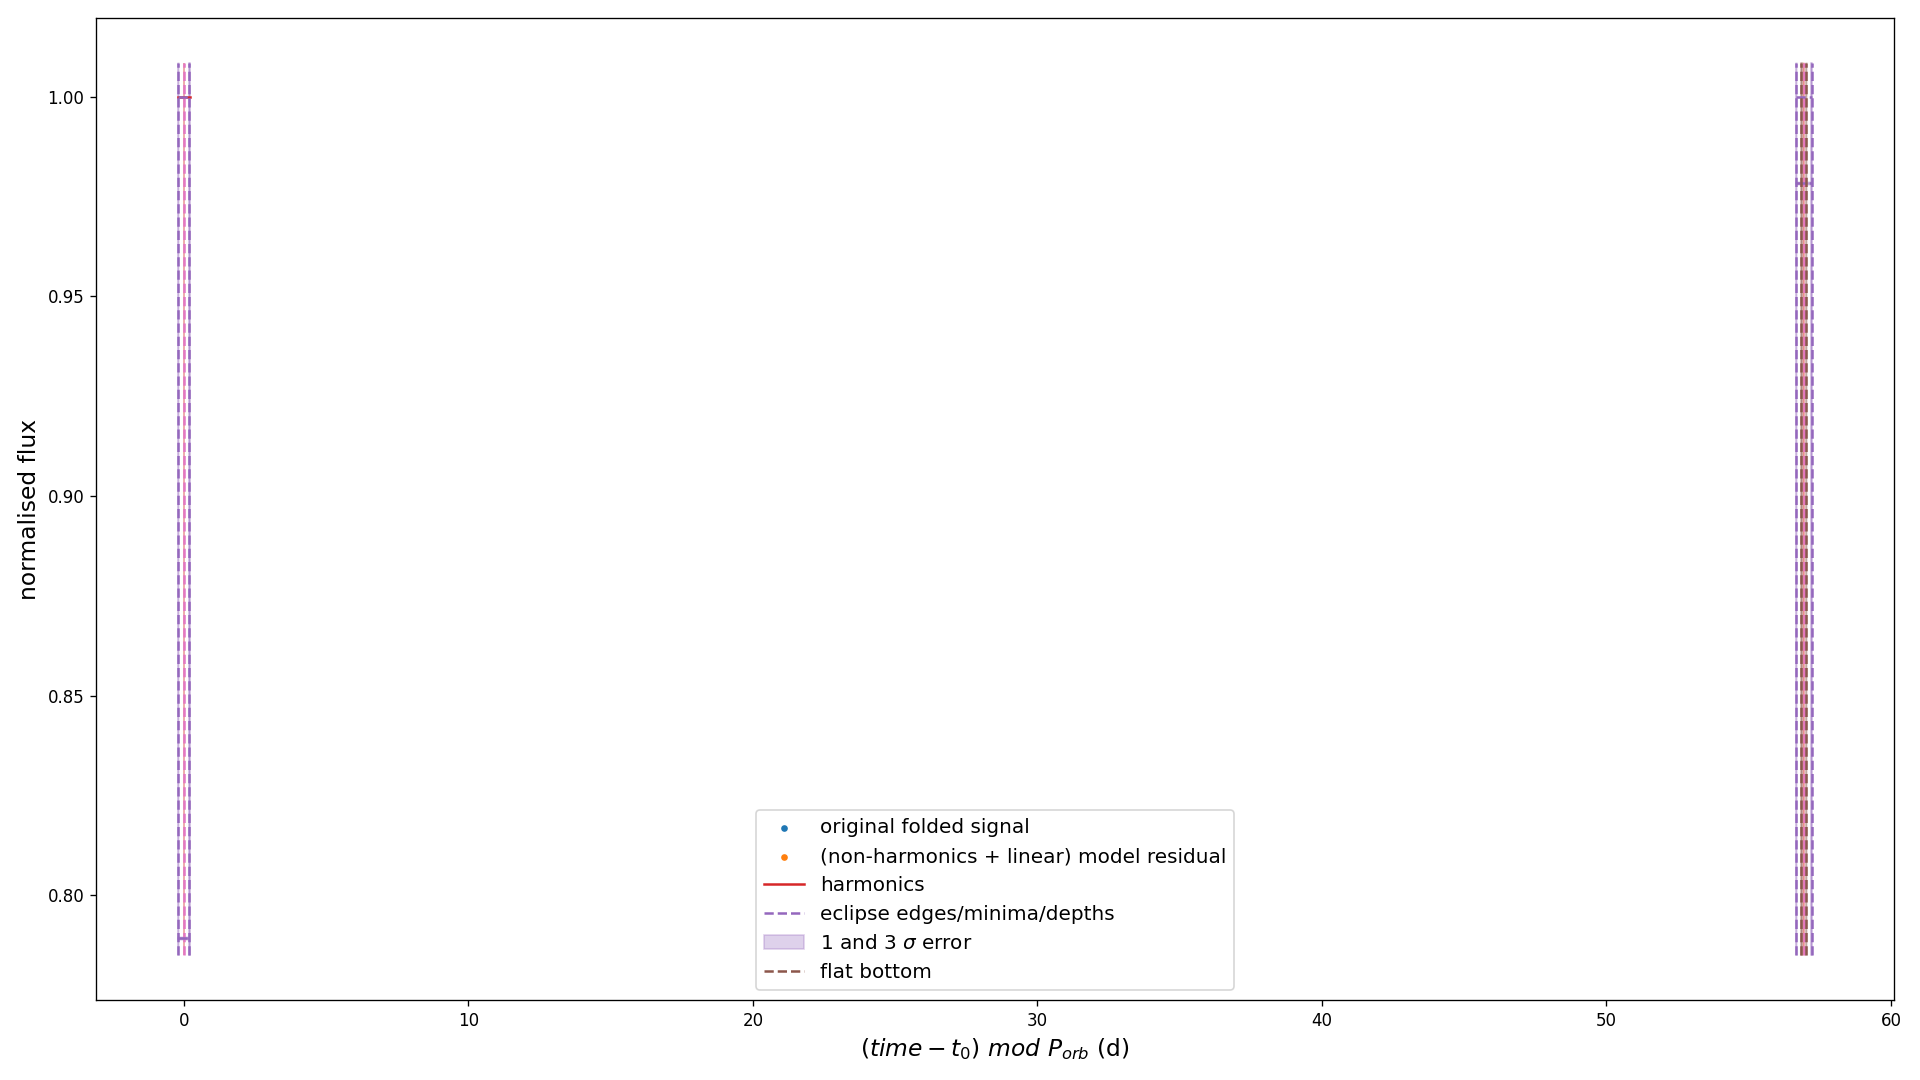 1.00
0.95
0.90
0.85
0.80
normalised flux
original folded signal
(non-harmonics + linear) model residual
harmonics
eclipse edges/minima/depths
1 and 3 σ error
flat bottom
0 10 20 30 40 50 60
(time − t₀) mod P_orb (d)